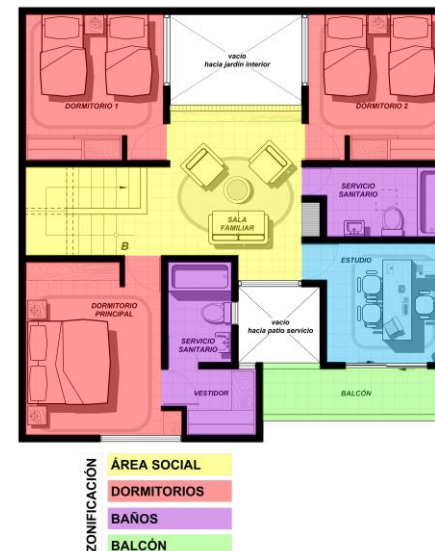 vacío
hacia jardín interior
DORMITORIO 1
DORMITORIO 2
SERVICIO
SANITARIO
SALA
FAMILIAR
B
ESTUDIO
DORMITORIO
PRINCIPAL
SERVICIO
SANITARIO
vacío
hacia patio servicio
VESTIDOR
BALCÓN
ZONIFICACIÓN
ÁREA SOCIAL
DORMITORIOS
BAÑOS
BALCÓN